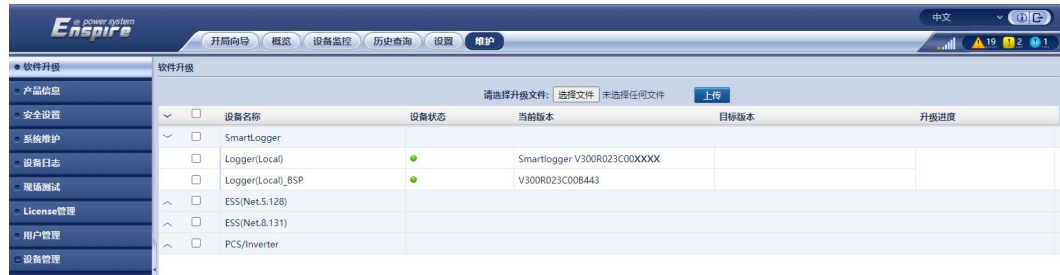 Enspire e power system
中文
开局向导 概览 设备监控 历史查询 设置 维护
19 2 1
软件升级 软件升级
产品信息 请选择升级文件: 选择文件 未选择任何文件 上传
安全设置 设备名称 设备状态 当前版本 目标版本 升级进度
系统维护 SmartLogger
设备日志 Logger(Local) Smartlogger V300R023C00XXXX
现场测试 Logger(Local)_BSP V300R023C00B443
License管理 ESS(Net.5.128)
用户管理 ESS(Net.8.131)
设备管理 PCS/Inverter